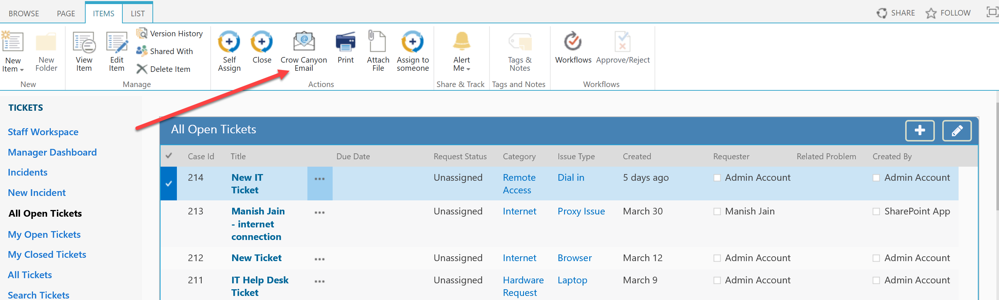 BROWSE PAGE ITEMS LIST SHARE FOLLOW
New Item
New Folder
New
View Item
Edit Item
Version History
Shared With
Delete Item
Manage
Self Assign
Close
Crow Canyon Email
Print
Attach File
Assign to someone
Actions
Alert Me
Share & Track
Tags & Notes
Tags and Notes
Workflows
Approve/Reject
Workflows
TICKETS
Staff Workspace
Manager Dashboard
Incidents
New Incident
All Open Tickets
My Open Tickets
My Closed Tickets
All Tickets
Search Tickets
All Open Tickets
Case Id Title Due Date Request Status Category Issue Type Created Requester Related Problem Created By
214 New IT Ticket ... Unassigned Remote Access Dial in 5 days ago Admin Account Admin Account
213 Manish Jain - internet connection ... Unassigned Internet Proxy Issue March 30 Manish Jain SharePoint App
212 New Ticket ... Unassigned Internet Browser March 12 Admin Account Admin Account
211 IT Help Desk Ticket ... Unassigned Hardware Request Laptop March 9 Admin Account Admin Account